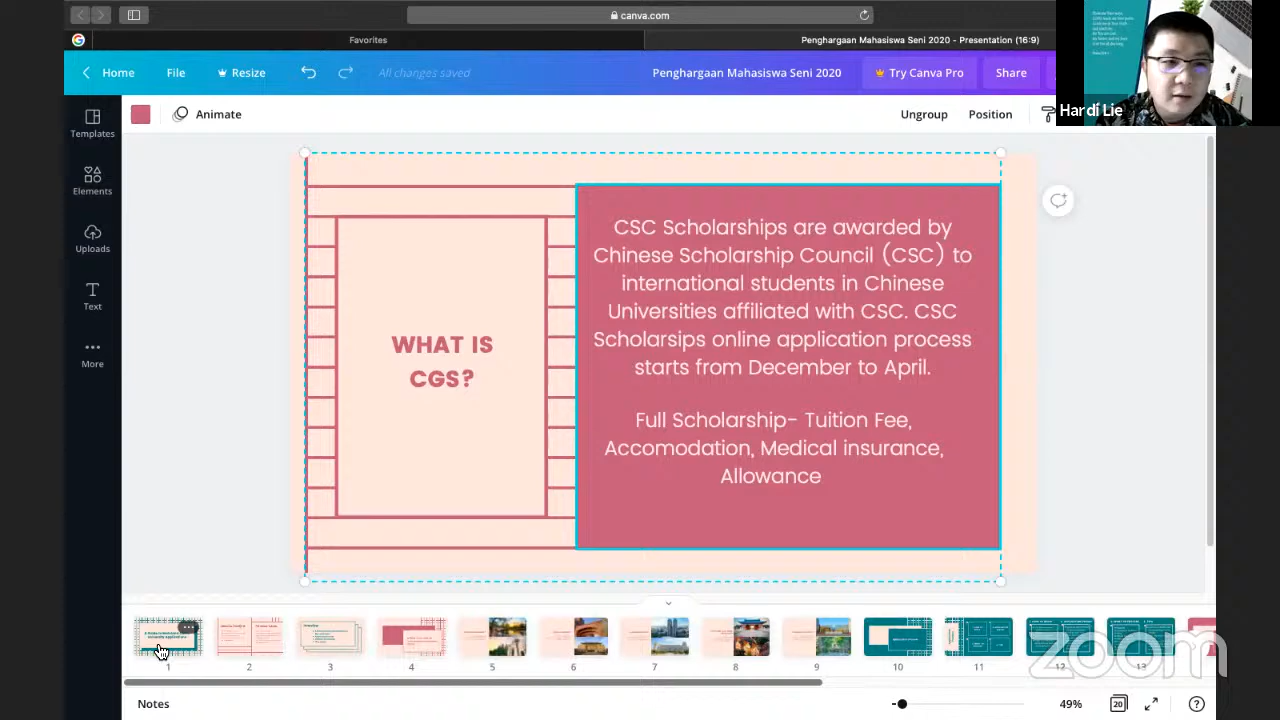 canva.com
Favorites
Penghargaan Mahasiswa Seni 2020 - Presentation (16:9)
Home
File
Resize
All changes saved
Penghargaan Mahasiswa Seni 2020
Try Canva Pro
Share
Hardi Lie
Animate
Ungroup
Position
Templates
Elements
Uploads
Text
More
WHAT IS
CGS?
CSC Scholarships are awarded by
Chinese Scholarship Council (CSC) to
international students in Chinese
Universities affiliated with CSC. CSC
Scholarsips online application process
starts from December to April.
Full Scholarship- Tuition Fee,
Accomodation, Medical insurance,
Allowance
1
2
3
4
5
6
7
8
9
10
11
12
13
zoom
Notes
49%
20